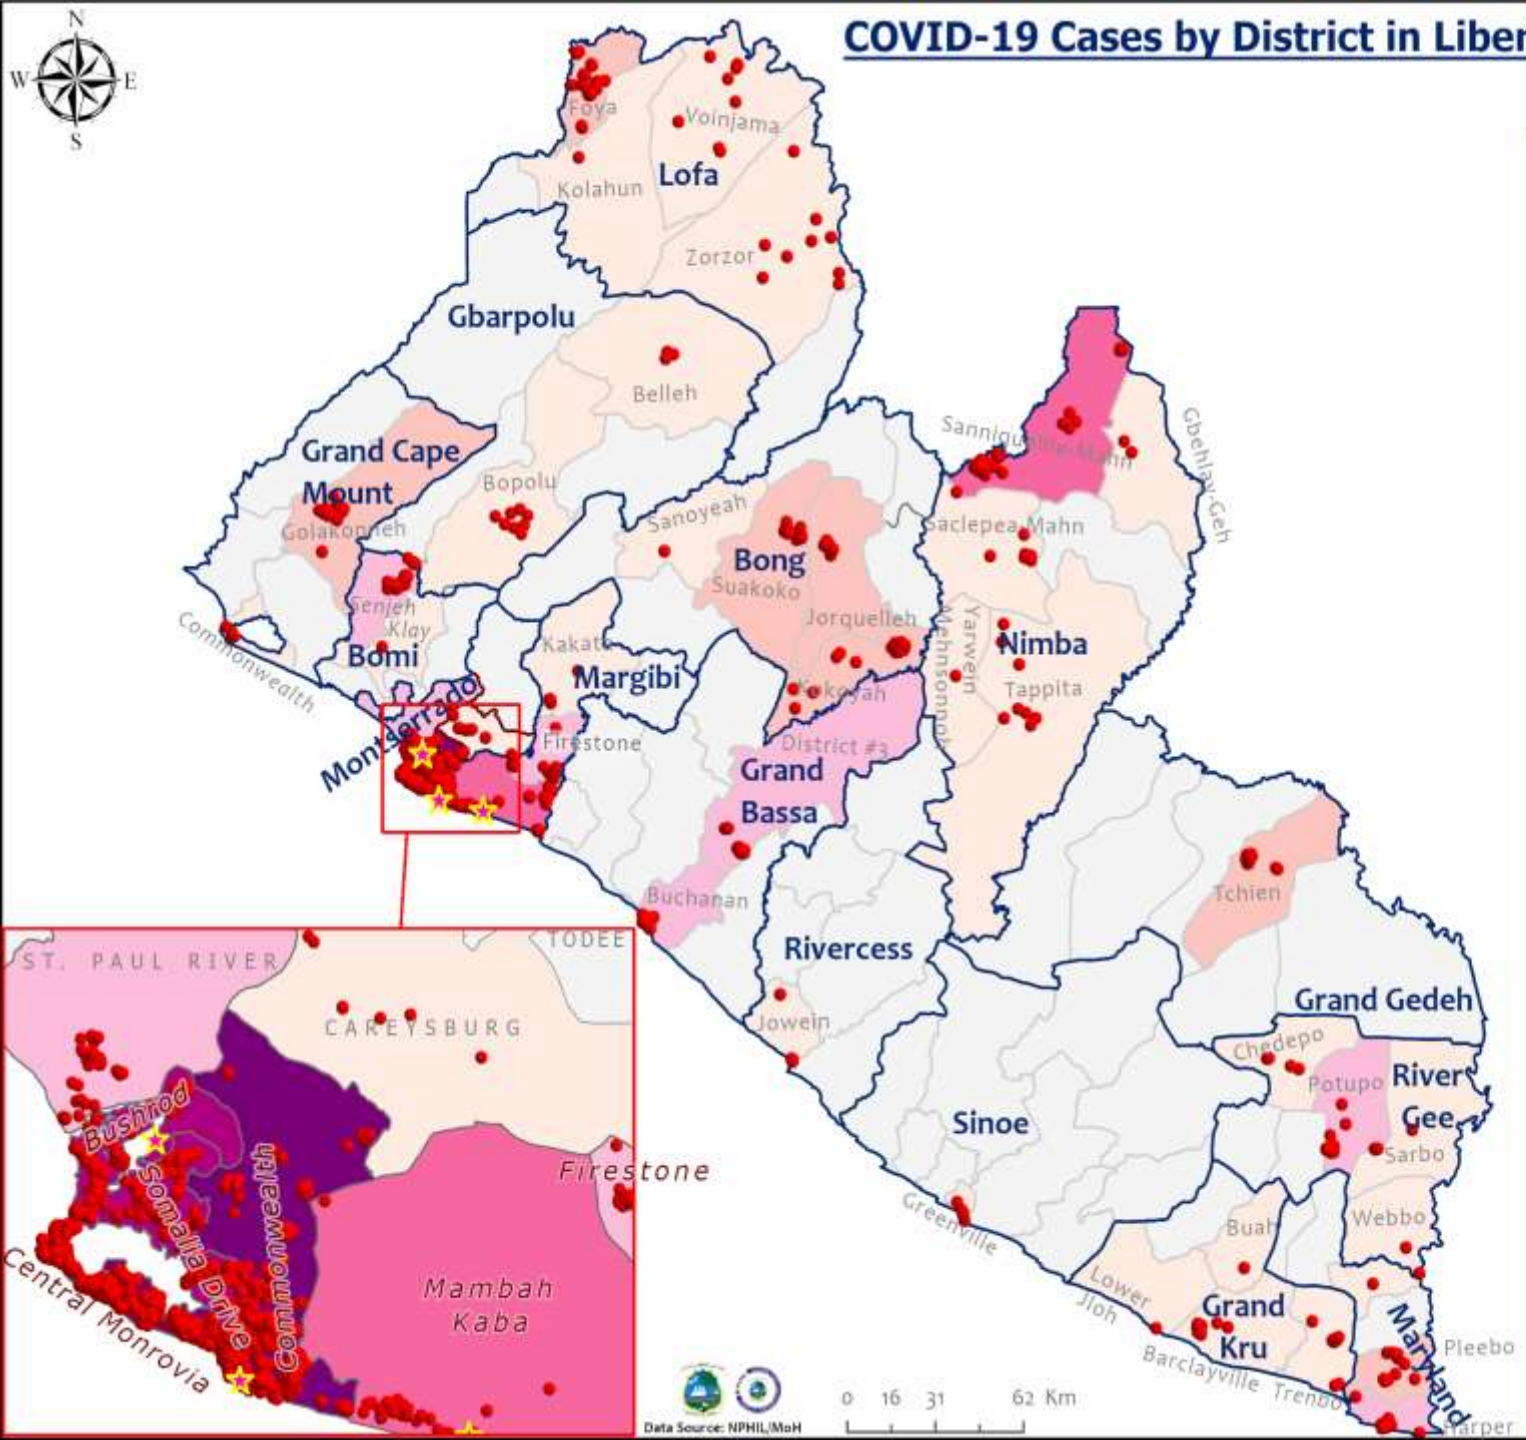 COVID-19 Cases by District in Liber
N
W
E
S
Foya
Voinjama
Lofa
Kolahun
Zorzor
Gbarpolu
Belleh
Grand Cape
Mount
Golakonneh
Bopolu
Sanoyeah
Sanniquellie-Mahn
Gbehlay-Geh
Saclepea Mahn
Bong
Suakoko
Jorquelleh
Senjeh
Klay
Bomi
Commonwealth
Kakata
Margibi
Kokoyah
Mehnsonnoh
Yarwein
Nimba
Tappita
Montserrado
Firestone
District #3
Grand
Bassa
Buchanan
Tchien
Rivercess
Jowein
Grand Gedeh
Chedepo
Potupo
River
Gee
Sarbo
Sinoe
Greenville
Webbo
Buah
Lower
Jloh
Grand
Kru
Barclayville
Trenbo
Maryland
Pleebo
Harper
ST. PAUL RIVER
TODEE
CAREYSBURG
Bushrod
Somalia Drive
Commonwealth
Central Monrovia
Firestone
Mambah
Kaba
0 16 31 62 Km
Data Source: NPHIL/MoH